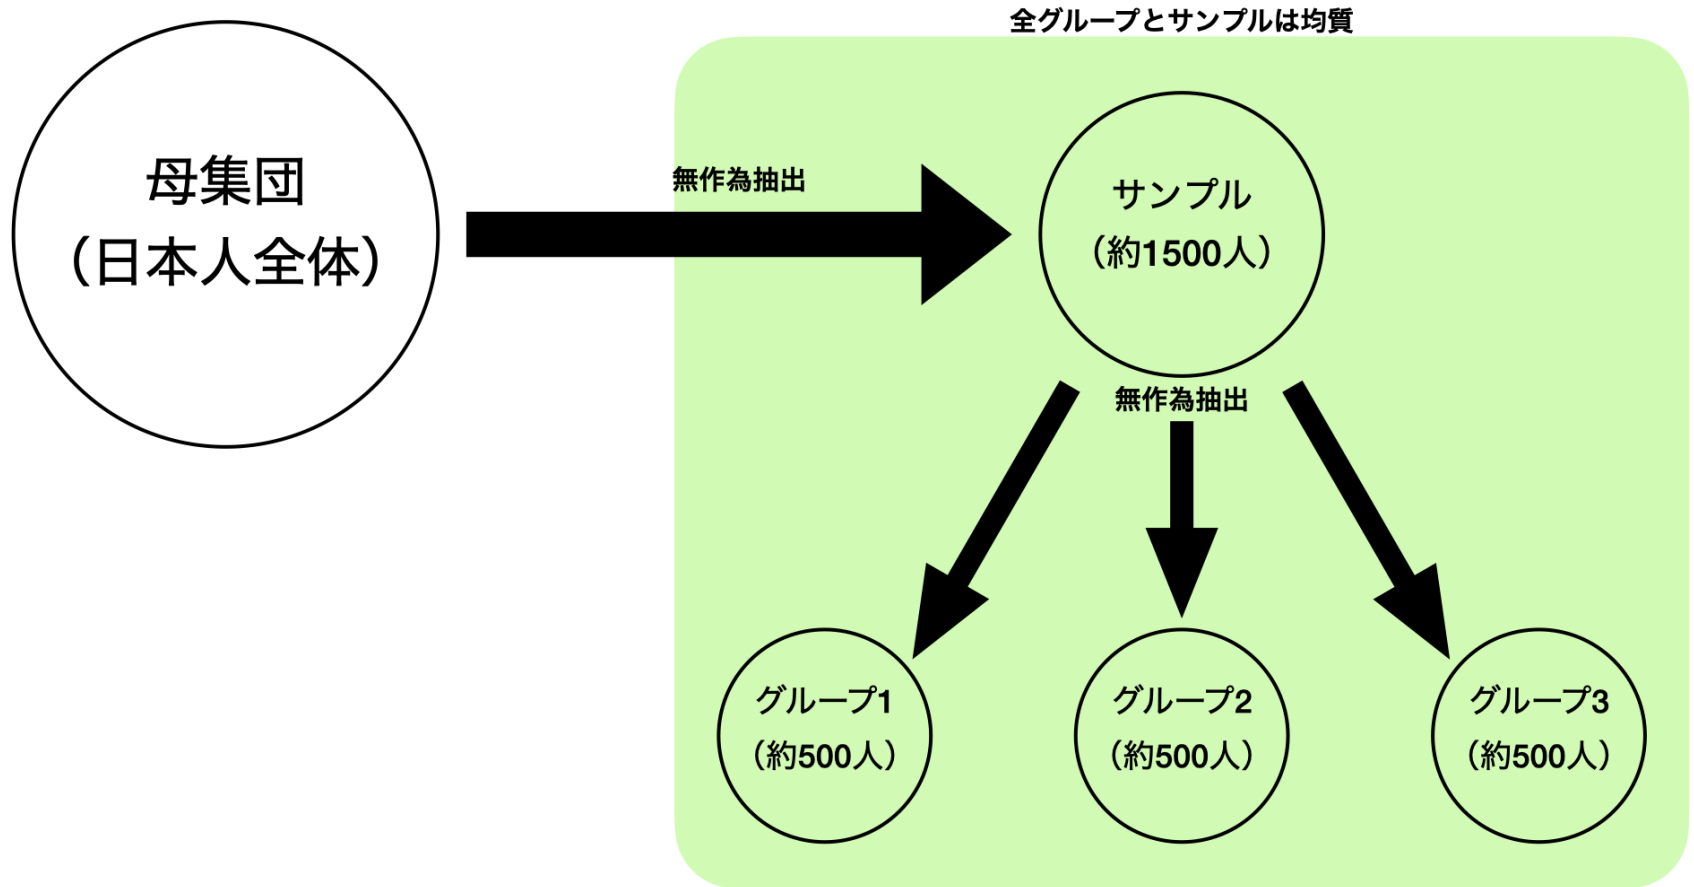 全グループとサンプルは均質
母集団
（日本人全体）
無作為抽出
サンプル
（約1500人）
無作為抽出
グループ1
（約500人）
グループ2
（約500人）
グループ3
（約500人）